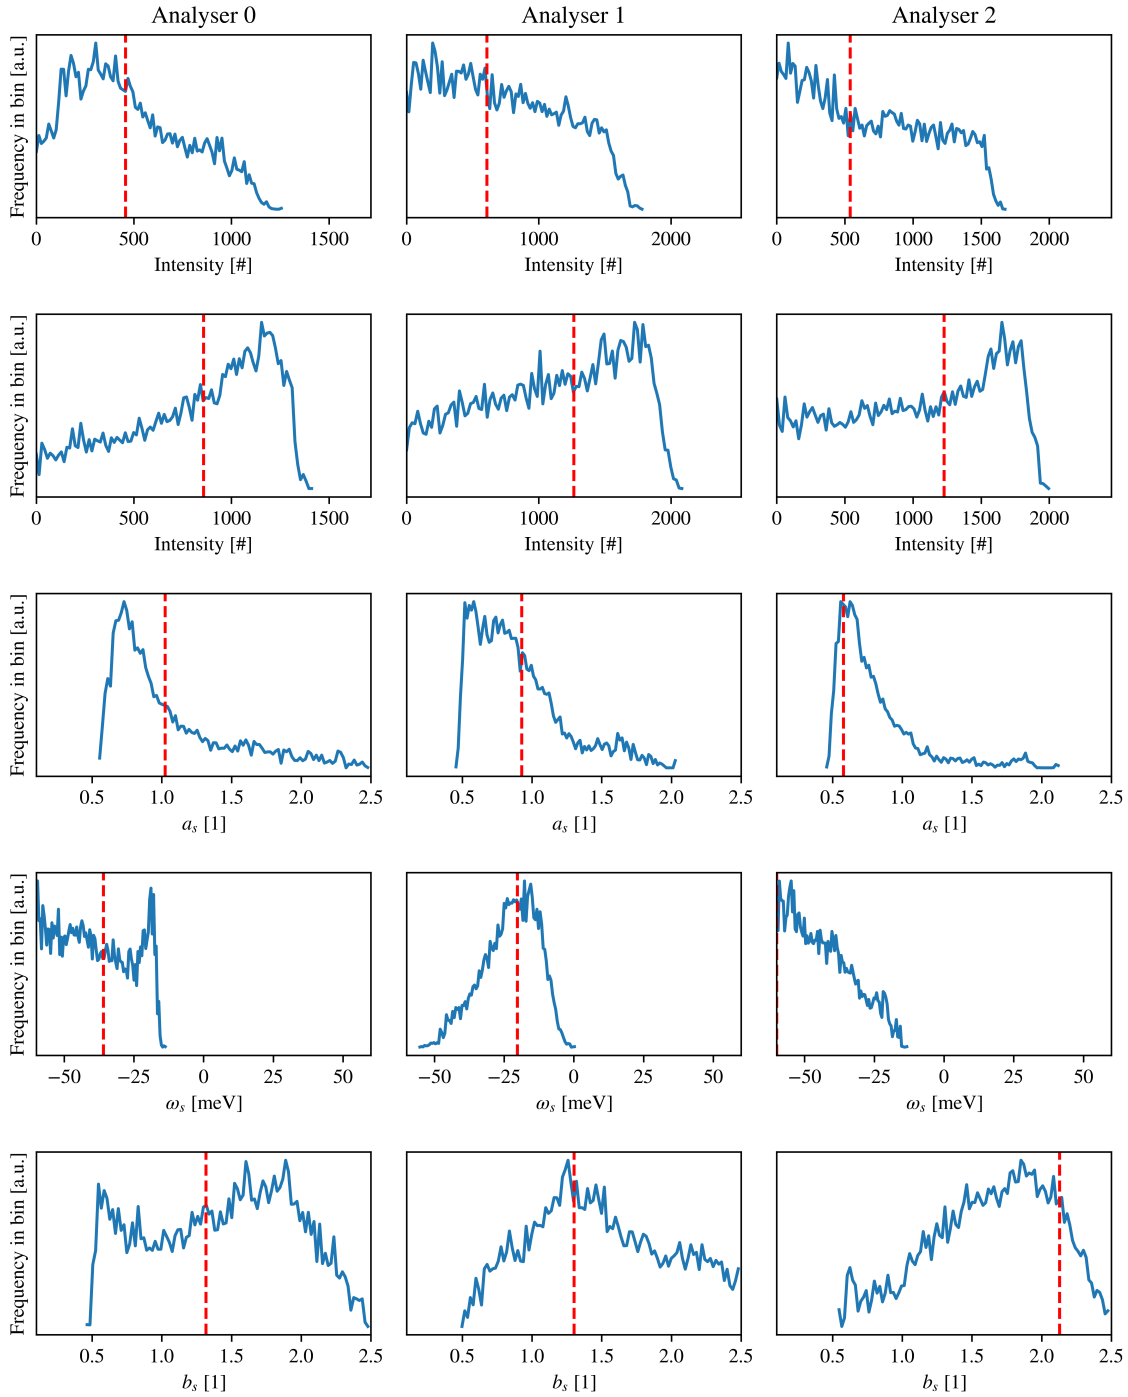 Analyser 0 Analyser 1 Analyser 2
Frequency in bin [a.u.]
0 500 1000 1500 0 1000 2000 0 500 1000 1500 2000
Intensity [#] Intensity [#] Intensity [#]
Frequency in bin [a.u.]
0 500 1000 1500 0 1000 2000 0 500 1000 1500 2000
Intensity [#] Intensity [#] Intensity [#]
Frequency in bin [a.u.]
0.5 1.0 1.5 2.0 2.5 0.5 1.0 1.5 2.0 2.5 0.5 1.0 1.5 2.0 2.5
a_s [1] a_s [1] a_s [1]
Frequency in bin [a.u.]
−50 −25 0 25 50 −50 −25 0 25 50 −50 −25 0 25 50
ω_s [meV] ω_s [meV] ω_s [meV]
Frequency in bin [a.u.]
0.5 1.0 1.5 2.0 2.5 0.5 1.0 1.5 2.0 2.5 0.5 1.0 1.5 2.0 2.5
b_s [1] b_s [1] b_s [1]